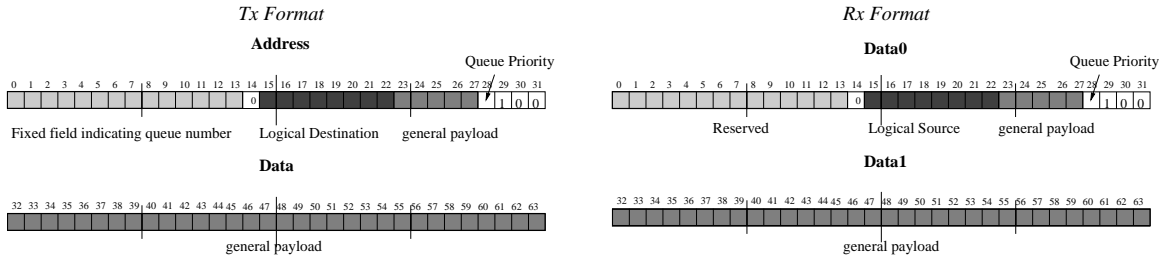 Tx Format
Address
Queue Priority
0 1 2 3 4 5 6 7 8 9 10 11 12 13 14 15 16 17 18 19 20 21 22 23 24 25 26 27 28 29 30 31
0 1 0 0
Fixed field indicating queue number Logical Destination general payload
Data
32 33 34 35 36 37 38 39 40 41 42 43 44 45 46 47 48 49 50 51 52 53 54 55 56 57 58 59 60 61 62 63
general payload
Rx Format
Data0
Queue Priority
0 1 2 3 4 5 6 7 8 9 10 11 12 13 14 15 16 17 18 19 20 21 22 23 24 25 26 27 28 29 30 31
0 1 0 0
Reserved Logical Source general payload
Data1
32 33 34 35 36 37 38 39 40 41 42 43 44 45 46 47 48 49 50 51 52 53 54 55 56 57 58 59 60 61 62 63
general payload